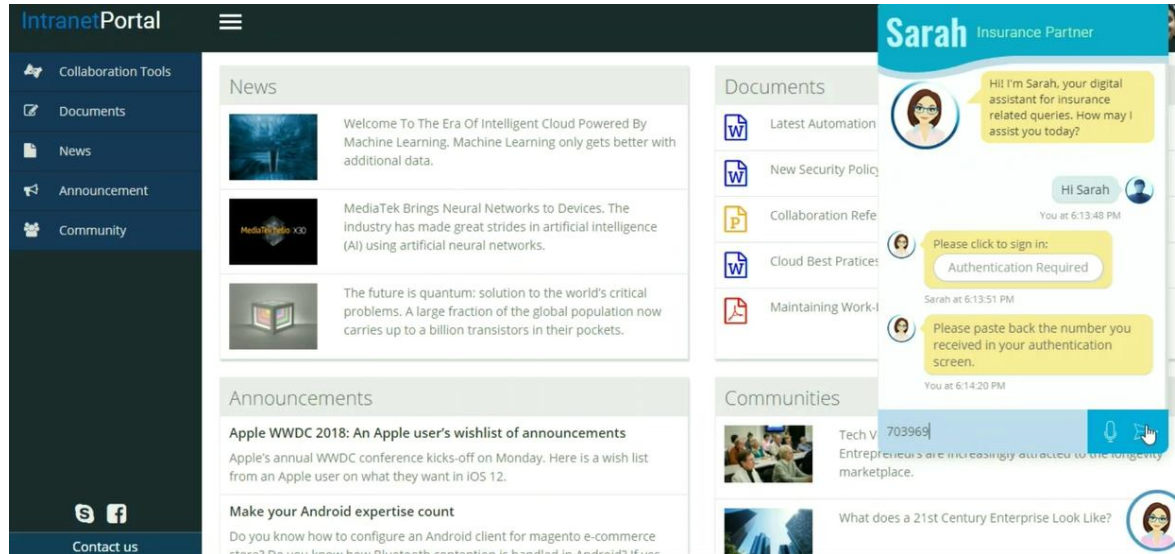 IntranetPortal
Collaboration Tools
Documents
News
Announcement
Community
Contact us
News
Welcome To The Era Of Intelligent Cloud Powered By
Machine Learning. Machine Learning only gets better with
additional data.
MediaTek helio X30
MediaTek Brings Neural Networks to Devices. The
industry has made great strides in artificial intelligence
(AI) using artificial neural networks.
The future is quantum: solution to the world's critical
problems. A large fraction of the global population now
carries up to a billion transistors in their pockets.
Announcements
Apple WWDC 2018: An Apple user's wishlist of announcements
Apple's annual WWDC conference kicks-off on Monday. Here is a wish list
from an Apple user on what they want in iOS 12.
Make your Android expertise count
Do you know how to configure an Android client for magento e-commerce
Documents
Latest Automation
New Security Policy
Collaboration Refe
Cloud Best Pratices
Maintaining Work-
Communities
Tech V
Entrepreneurs are increasingly attracted to the longevity
marketplace.
What does a 21st Century Enterprise Look Like?
Sarah Insurance Partner
Hi! I'm Sarah, your digital
assistant for insurance
related queries. How may I
assist you today?
Hi Sarah
You at 6:13:48 PM
Please click to sign in:
Authentication Required
Sarah at 6:13:51 PM
Please paste back the number you
received in your authentication
screen.
You at 6:14:20 PM
703969